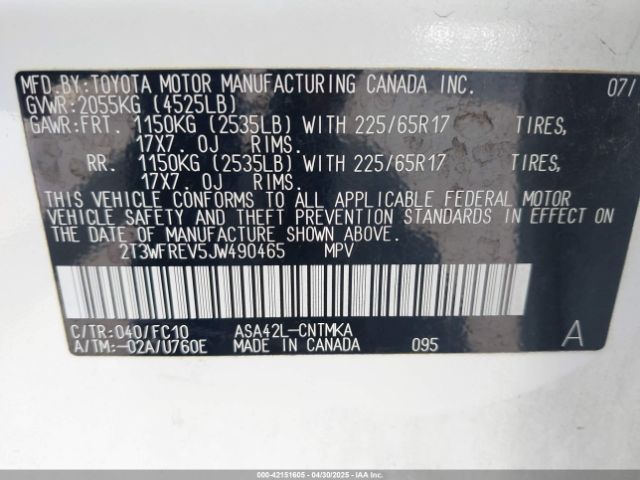 MFD.BY:TOYOTA MOTOR MANUFACTURING CANADA INC. 07/
GVWR:2055KG (4525LB)
GAWR:FRT. 1150KG (2535LB) WITH 225/65R17 TIRES,
17X7.0J RIMS.
RR. 1150KG (2535LB) WITH 225/65R17 TIRES,
17X7.0J RIMS.
THIS VEHICLE CONFORMS TO ALL APPLICABLE FEDERAL MOTOR
VEHICLE SAFETY AND THEFT PREVENTION STANDARDS IN EFFECT ON
THE DATE OF MANUFACTURE SHOWN ABOVE.
2T3WFREV5JW490465 MPV
C/TR:040/FC10 ASA42L-CNTMKA
A/TM:-02A/U760E MADE IN CANADA 095 A
000-42151605 - 04/30/2025 - IAAI.COM